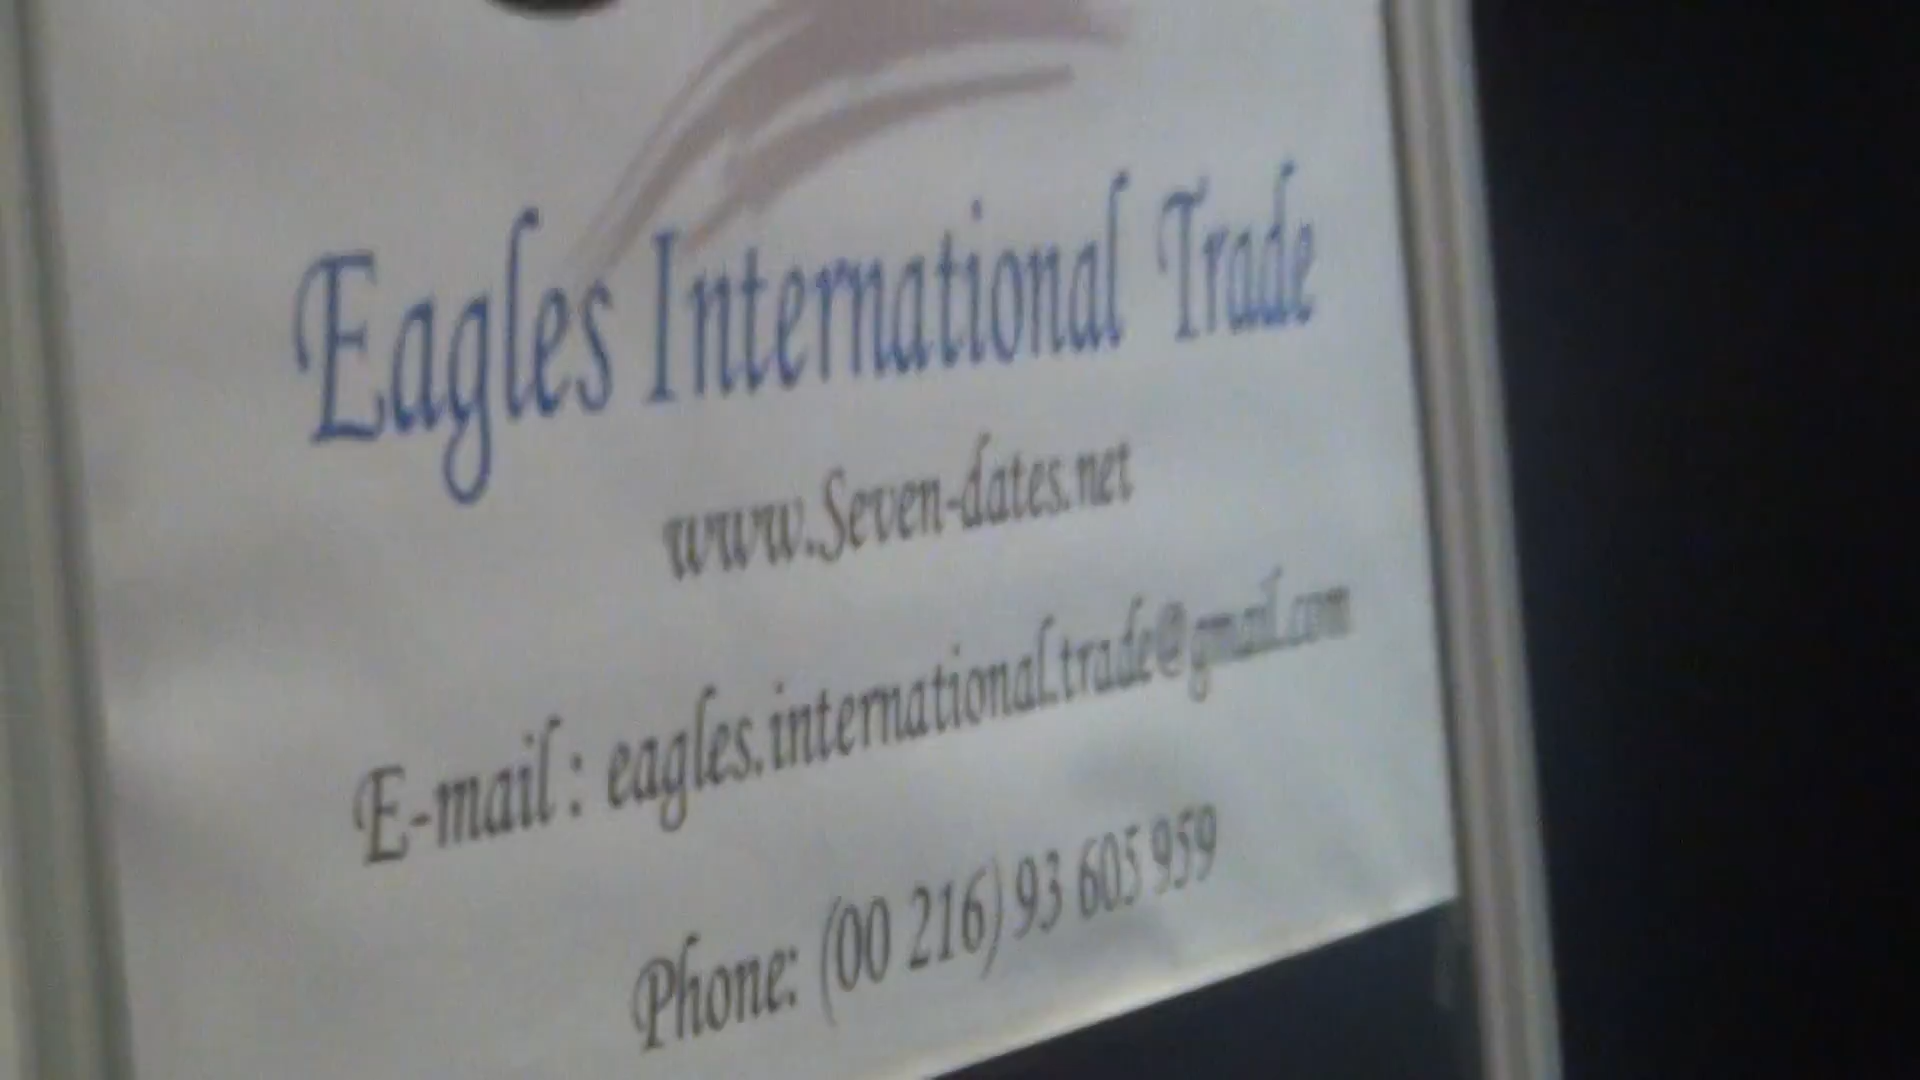 Eagles International Trade
www.Seven-dates.net
E-mail : eagles.international.trade@gmail.com
Phone: (00 216) 93 605 959